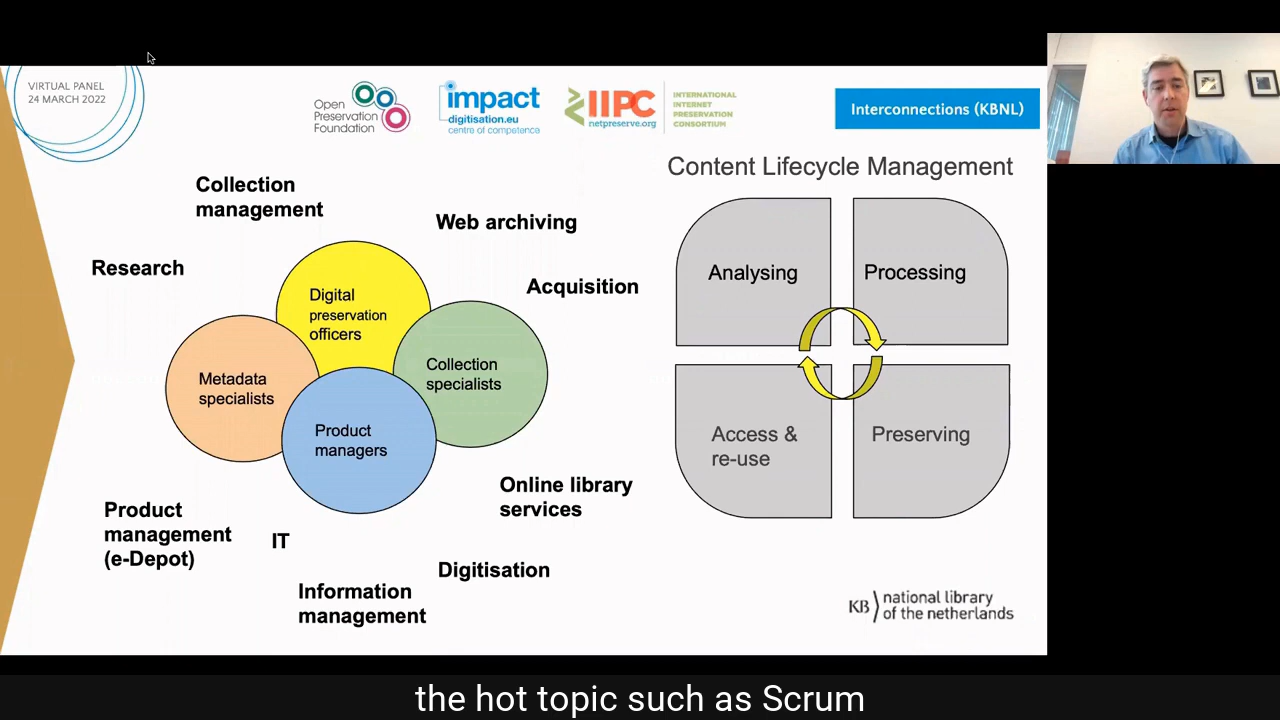 VIRTUAL PANEL
24 MARCH 2022
Open
Preservation
Foundation
impact
digitisation.eu
centre of competence
IIPC
netpreserve.org
INTERNATIONAL
INTERNET
PRESERVATION
CONSORTIUM
Interconnections (KBNL)
Collection
management
Web archiving
Research
Acquisition
Digital
preservation
officers
Metadata
specialists
Collection
specialists
Product
managers
Online library
services
Product
management
(e-Depot)
IT
Digitisation
Information
management
Content Lifecycle Management
Analysing
Processing
Access &
re-use
Preserving
KB
national library
of the netherlands
the hot topic such as Scrum